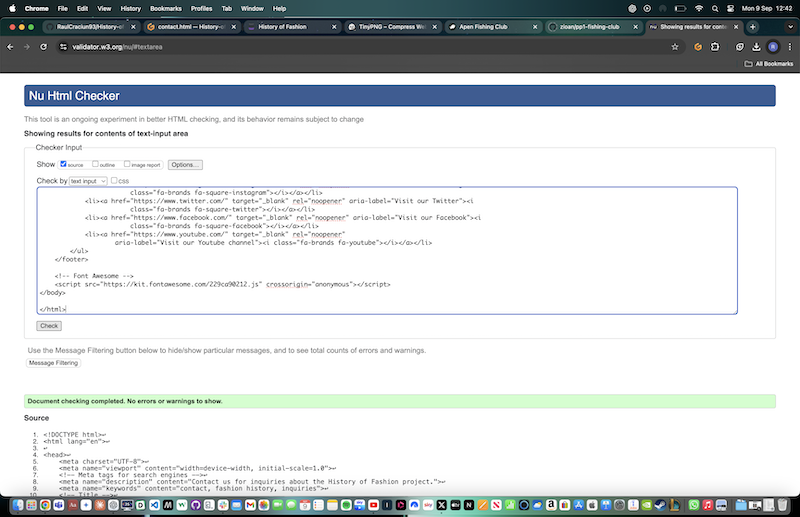 Chrome File Edit View History Bookmarks Profiles Tab Window Help Mon 9 Sep 12:42
RaulCraciun93/History-of contact.html — History-o History of Fashion TinyPNG – Compress We Apen Fishing Club zioan/pp1-fishing-club Showing results for conte
validator.w3.org/nu/#textarea
All Bookmarks
Nu Html Checker
This tool is an ongoing experiment in better HTML checking, and its behavior remains subject to change
Showing results for contents of text-input area
Checker Input
Show source outline image report Options...
Check by text input css
class="fa-brands fa-square-instagram"></i></a></li>
<li><a href="https://www.twitter.com/" target="_blank" rel="noopener" aria-label="Visit our Twitter"><i
class="fa-brands fa-square-twitter"></i></a></li>
<li><a href="https://www.facebook.com/" target="_blank" rel="noopener" aria-label="Visit our Facebook"><i
class="fa-brands fa-square-facebook"></i></a></li>
<li><a href="https://www.youtube.com/" target="_blank" rel="noopener"
aria-label="Visit our Youtube channel"><i class="fa-brands fa-youtube"></i></a></li>
</ul>
</footer>
<!-- Font Awesome -->
<script src="https://kit.fontawesome.com/229ca90212.js" crossorigin="anonymous"></script>
</body>
</html>
Check
Use the Message Filtering button below to hide/show particular messages, and to see total counts of errors and warnings.
Message Filtering
Document checking completed. No errors or warnings to show.
Source
1. <!DOCTYPE html>↩
2. <html lang="en">↩
3. ↩
4. <head>↩
5. <meta charset="UTF-8">↩
6. <meta name="viewport" content="width=device-width, initial-scale=1.0">↩
7. <!-- Meta tags for search engines -->↩
8. <meta name="description" content="Contact us for inquiries about the History of Fashion project.">↩
9. <meta name="keywords" content="contact, fashion history, inquiries">↩
10. <!-- Title -->↩